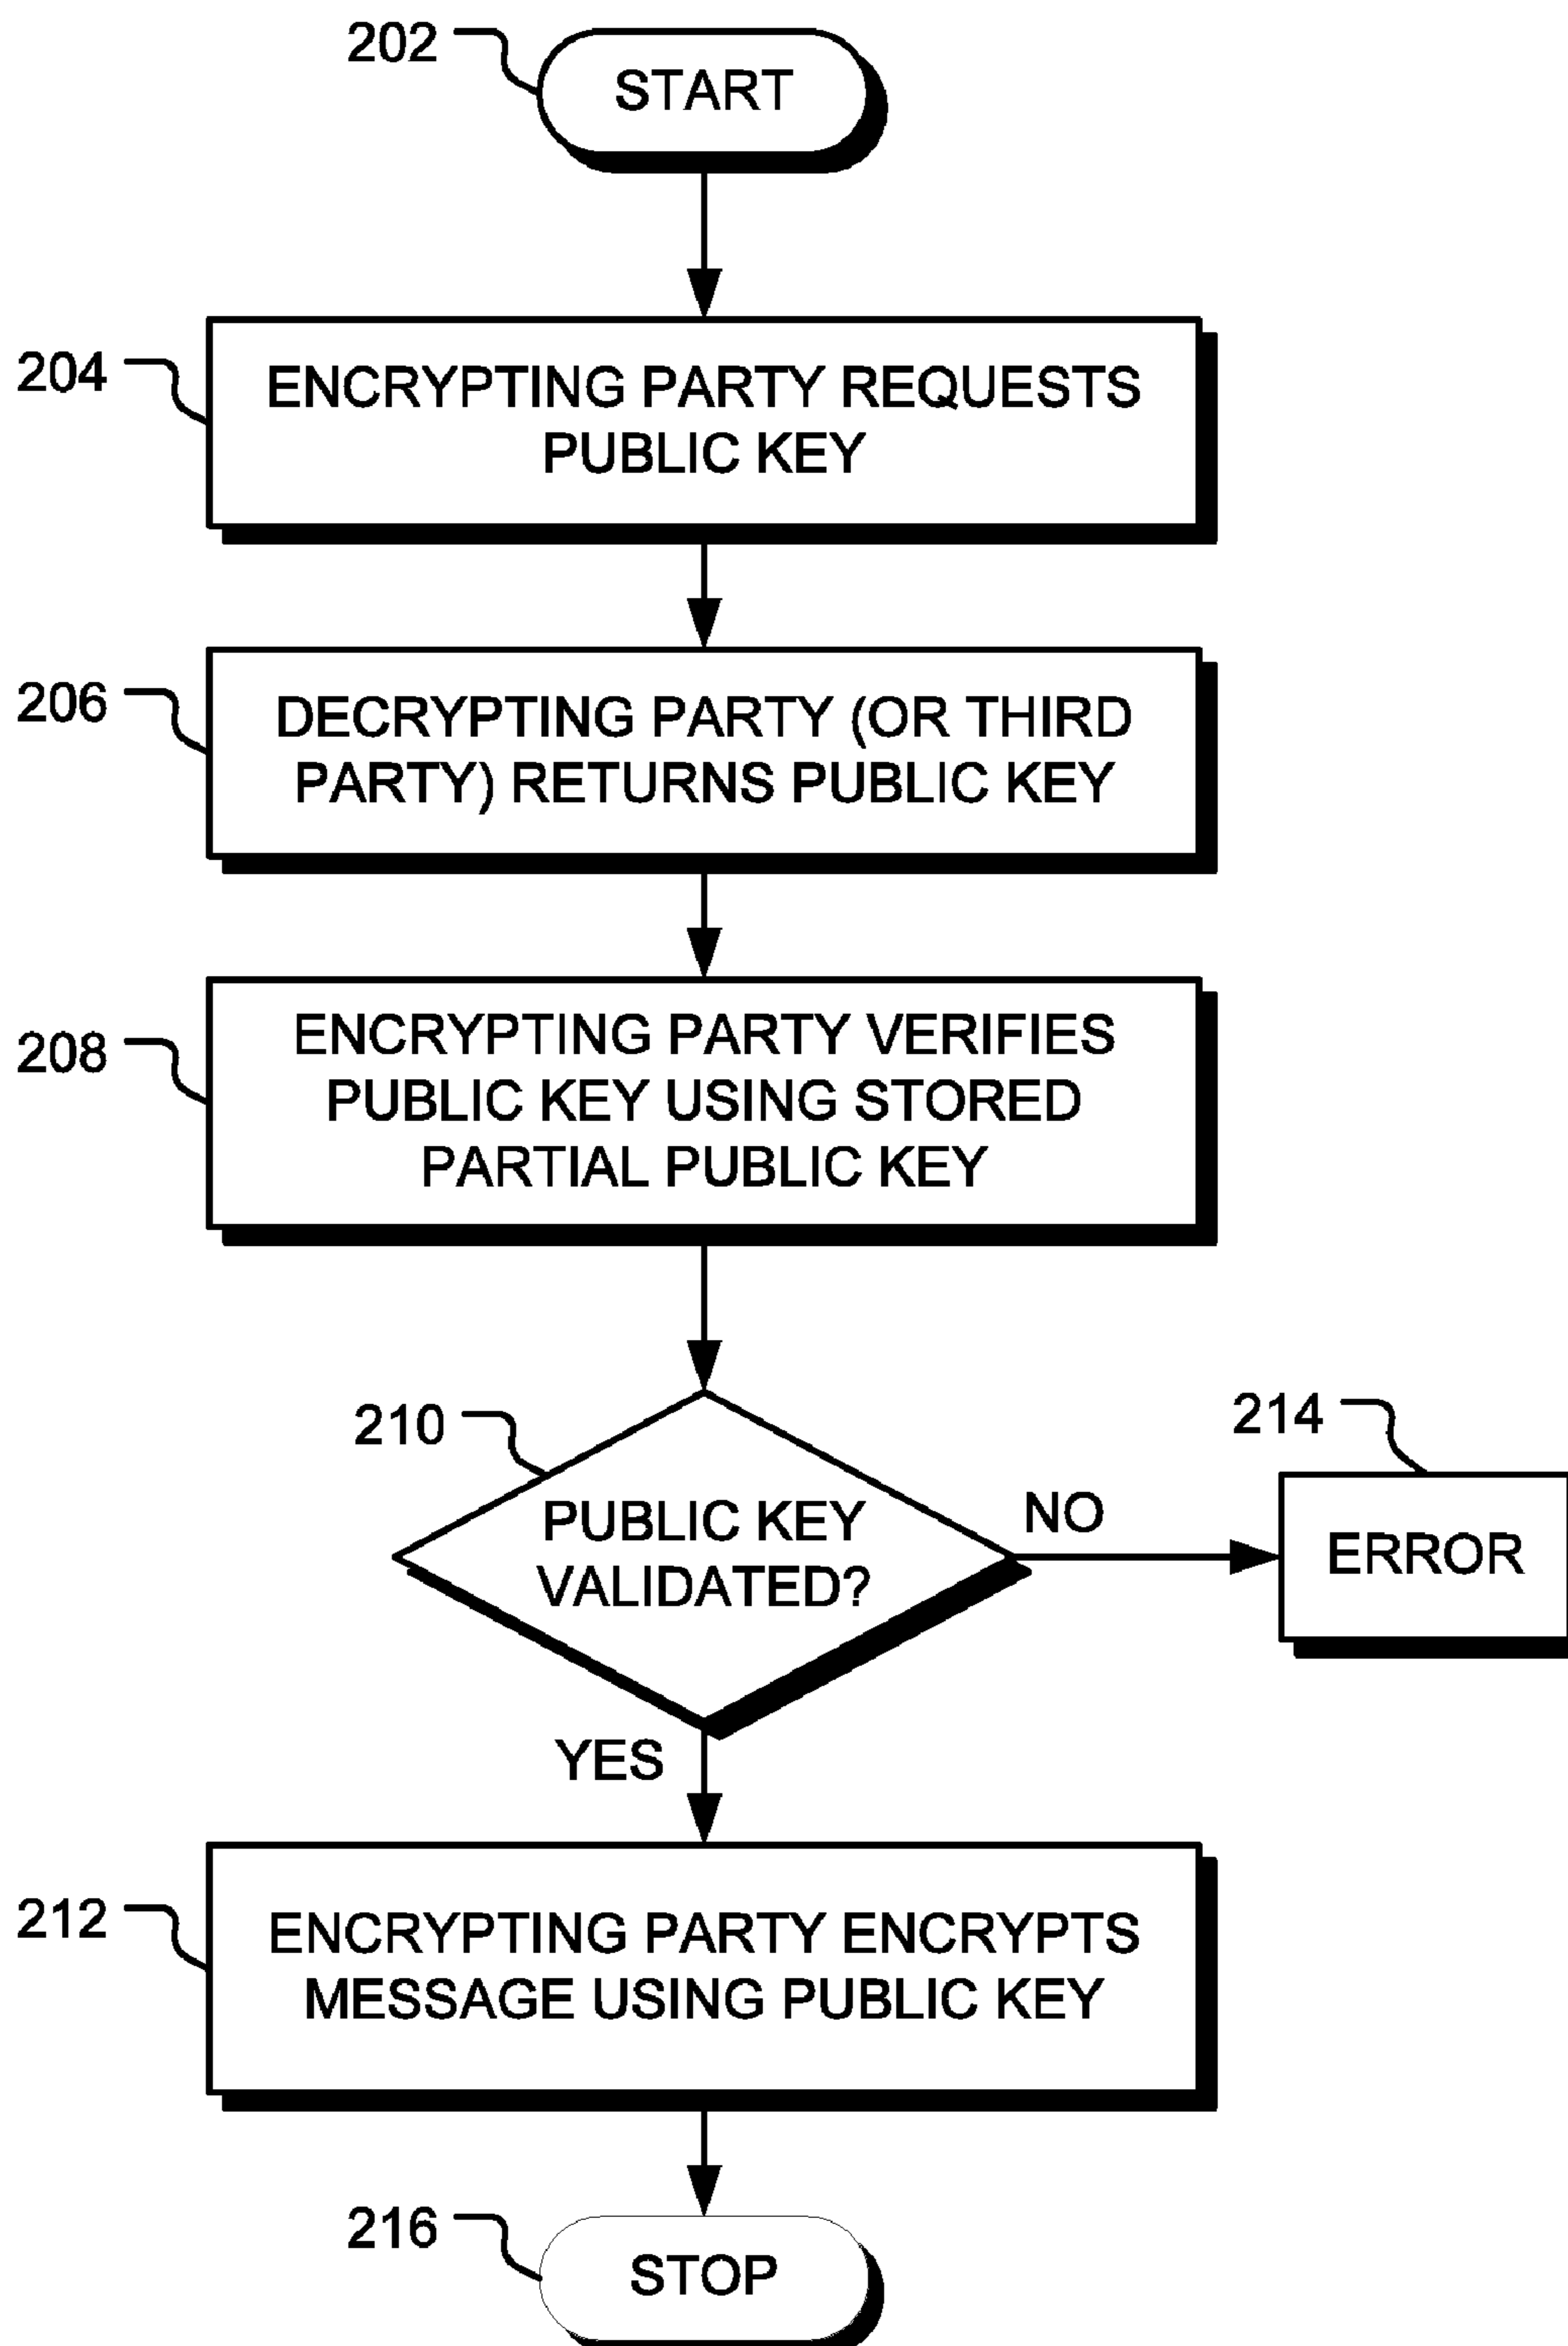 202
START
204
ENCRYPTING PARTY REQUESTS
PUBLIC KEY
206
DECRYPTING PARTY (OR THIRD
PARTY) RETURNS PUBLIC KEY
208
ENCRYPTING PARTY VERIFIES
PUBLIC KEY USING STORED
PARTIAL PUBLIC KEY
210
PUBLIC KEY
VALIDATED?
NO
214
ERROR
YES
212
ENCRYPTING PARTY ENCRYPTS
MESSAGE USING PUBLIC KEY
216
STOP